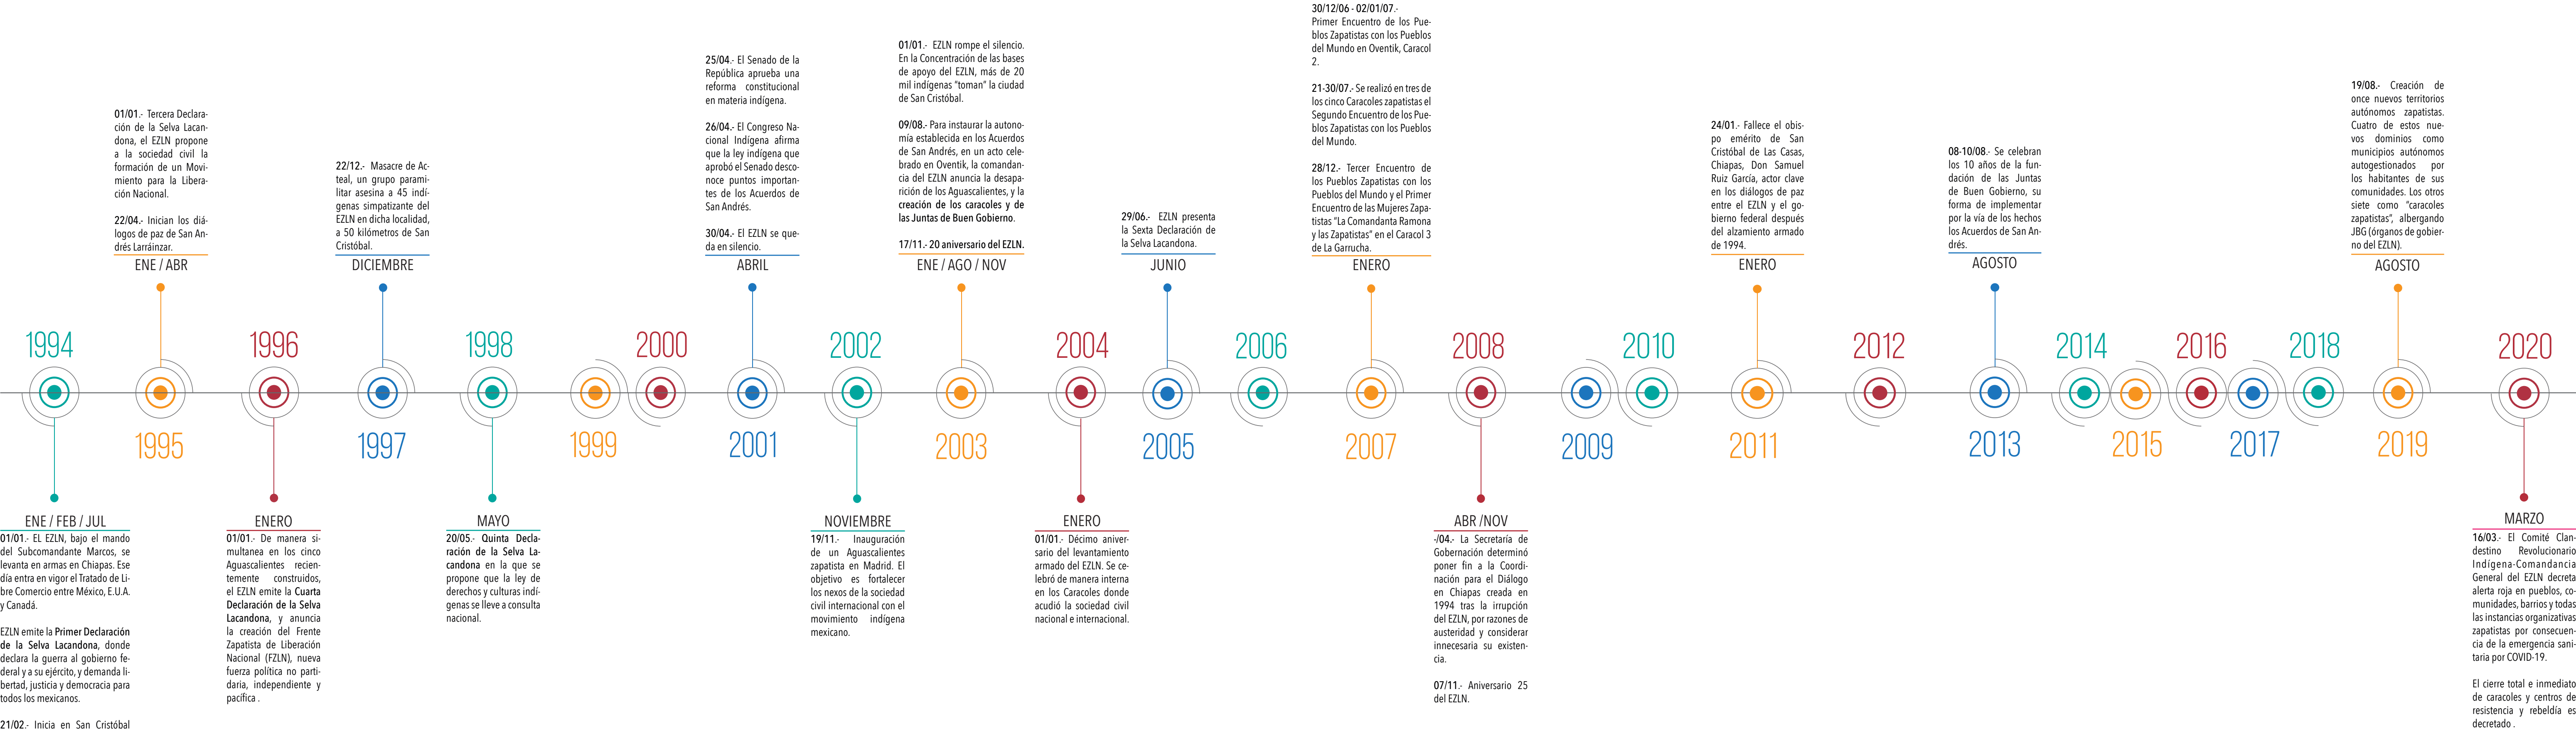 01/01.- Tercera Declara-
ción de la Selva Lacan-
dona, el EZLN propone
a la sociedad civil la
formación de un Movi-
miento para la Libera-
ción Nacional.
22/04.- Inician los diá-
logos de paz de San An-
drés Larráinzar.
ENE / ABR
22/12.- Masacre de Ac-
teal, un grupo parami-
litar asesina a 45 indí-
genas simpatizante del
EZLN en dicha localidad,
a 50 kilómetros de San
Cristóbal.
DICIEMBRE
25/04.- El Senado de la
República aprueba una
reforma constitucional
en materia indígena.
26/04.- El Congreso Na-
cional Indígena afirma
que la ley indígena que
aprobó el Senado desco-
noce puntos importan-
tes de los Acuerdos de
San Andrés.
30/04.- El EZLN se que-
da en silencio.
ABRIL
01/01.- EZLN rompe el silencio.
En la Concentración de las bases
de apoyo del EZLN, más de 20
mil indígenas "toman" la ciudad
de San Cristóbal.
09/08.- Para instaurar la autono-
mía establecida en los Acuerdos
de San Andrés, en un acto cele-
brado en Oventik, la comandan-
cia del EZLN anuncia la desapa-
rición de los Aguascalientes, y la
creación de los caracoles y de
las Juntas de Buen Gobierno.
17/11.- 20 aniversario del EZLN.
ENE / AGO / NOV
29/06.- EZLN presenta
la Sexta Declaración de
la Selva Lacandona.
JUNIO
30/12/06 - 02/01/07.-
Primer Encuentro de los Pue-
blos Zapatistas con los Pueblos
del Mundo en Oventik, Caracol
2.
21-30/07.- Se realizó en tres de
los cinco Caracoles zapatistas el
Segundo Encuentro de los Pue-
blos Zapatistas con los Pueblos
del Mundo.
28/12.- Tercer Encuentro de
los Pueblos Zapatistas con los
Pueblos del Mundo y el Primer
Encuentro de las Mujeres Zapa-
tistas "La Comandanta Ramona
y las Zapatistas" en el Caracol 3
de La Garrucha.
ENERO
24/01.- Fallece el obis-
po emérito de San
Cristóbal de Las Casas,
Chiapas, Don Samuel
Ruiz García, actor clave
en los diálogos de paz
entre el EZLN y el go-
bierno federal después
del alzamiento armado
de 1994.
ENERO
08-10/08.- Se celebran
los 10 años de la fun-
dación de las Juntas
de Buen Gobierno, su
forma de implementar
por la vía de los hechos
los Acuerdos de San An-
drés.
AGOSTO
19/08.- Creación de
once nuevos territorios
autónomos zapatistas.
Cuatro de estos nue-
vos dominios como
municipios autónomos
autogestionados por
los habitantes de sus
comunidades. Los otros
siete como "caracoles
zapatistas", albergando
JBG (órganos de gobier-
no del EZLN).
AGOSTO
1994
1995
1996
1997
1998
1999
2000
2001
2002
2003
2004
2005
2006
2007
2008
2009
2010
2011
2012
2013
2014
2015
2016
2017
2018
2019
2020
ENE / FEB / JUL
01/01.- EL EZLN, bajo el mando
del Subcomandante Marcos, se
levanta en armas en Chiapas. Ese
día entra en vigor el Tratado de Li-
bre Comercio entre México, E.U.A.
y Canadá.
EZLN emite la Primer Declaración
de la Selva Lacandona, donde
declara la guerra al gobierno fe-
deral y a su ejército, y demanda li-
bertad, justicia y democracia para
todos los mexicanos.
21/02.- Inicia en San Cristóbal
ENERO
01/01.- De manera si-
multanea en los cinco
Aguascalientes recien-
temente construidos,
el EZLN emite la Cuarta
Declaración de la Selva
Lacandona, y anuncia
la creación del Frente
Zapatista de Liberación
Nacional (FZLN), nueva
fuerza política no parti-
daria, independiente y
pacífica .
MAYO
20/05.- Quinta Decla-
ración de la Selva La-
candona en la que se
propone que la ley de
derechos y culturas indí-
genas se lleve a consulta
nacional.
NOVIEMBRE
19/11.- Inauguración
de un Aguascalientes
zapatista en Madrid. El
objetivo es fortalecer
los nexos de la sociedad
civil internacional con el
movimiento indígena
mexicano.
ENERO
01/01.- Décimo aniver-
sario del levantamiento
armado del EZLN. Se ce-
lebró de manera interna
en los Caracoles donde
acudió la sociedad civil
nacional e internacional.
ABR /NOV
-/04.- La Secretaría de
Gobernación determinó
poner fin a la Coordi-
nación para el Diálogo
en Chiapas creada en
1994 tras la irrupción
del EZLN, por razones de
austeridad y considerar
innecesaria su existen-
cia.
07/11.- Aniversario 25
del EZLN.
MARZO
16/03.- El Comité Clan-
destino Revolucionario
Indígena-Comandancia
General del EZLN decreta
alerta roja en pueblos, co-
munidades, barrios y todas
las instancias organizativas
zapatistas por consecuen-
cia de la emergencia sani-
taria por COVID-19.
El cierre total e inmediato
de caracoles y centros de
resistencia y rebeldía es
decretado .